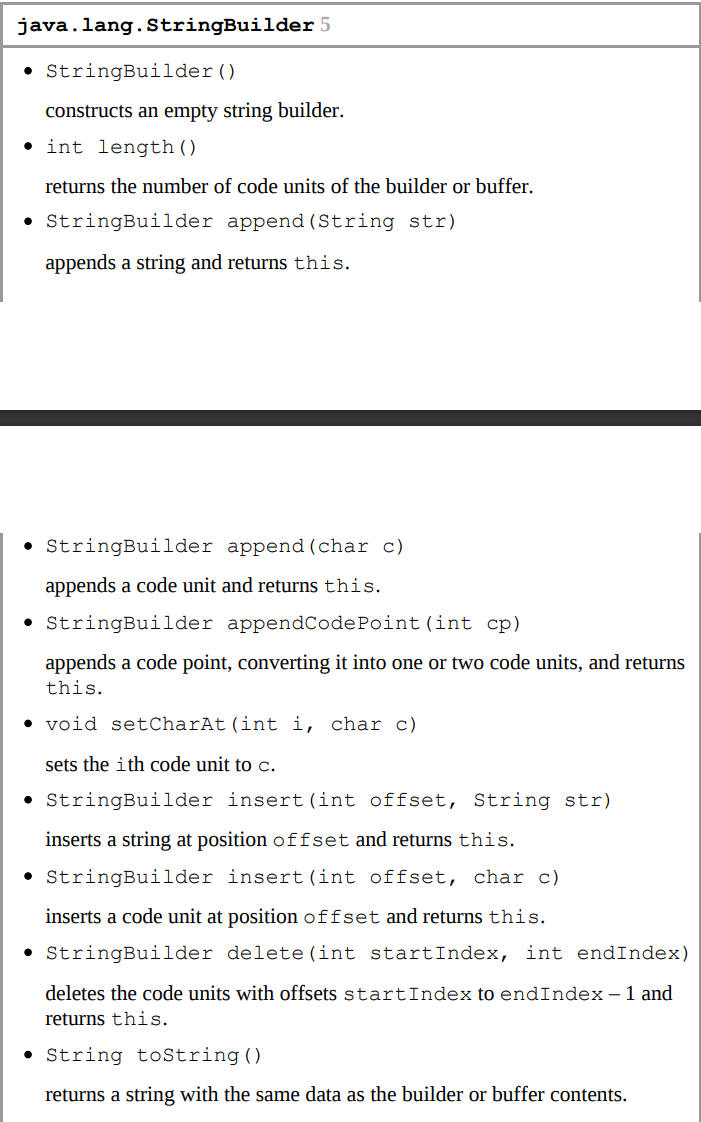 java.lang.StringBuilder 5
• StringBuilder()
constructs an empty string builder.
• int length()
returns the number of code units of the builder or buffer.
• StringBuilder append(String str)
appends a string and returns this.
• StringBuilder append(char c)
appends a code unit and returns this.
• StringBuilder appendCodePoint(int cp)
appends a code point, converting it into one or two code units, and returns
this.
• void setCharAt(int i, char c)
sets the ith code unit to c.
• StringBuilder insert(int offset, String str)
inserts a string at position offset and returns this.
• StringBuilder insert(int offset, char c)
inserts a code unit at position offset and returns this.
• StringBuilder delete(int startIndex, int endIndex)
deletes the code units with offsets startIndex to endIndex – 1 and
returns this.
• String toString()
returns a string with the same data as the builder or buffer contents.